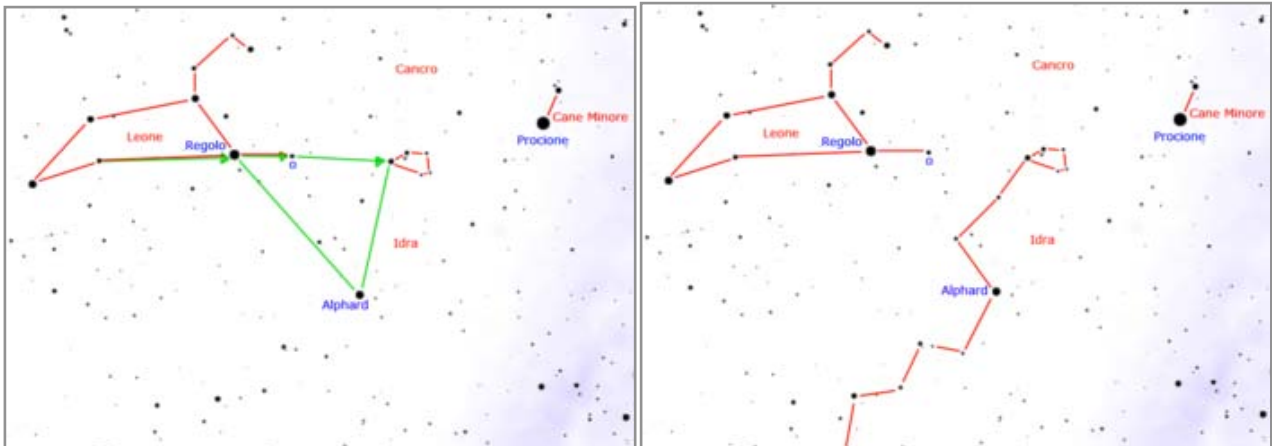 Cancro
Leone
Regolo
ο
Cane Minore
Procione
Idra
Alphard
Cancro
Leone
Regolo
ο
Cane Minore
Procione
Idra
Alphard